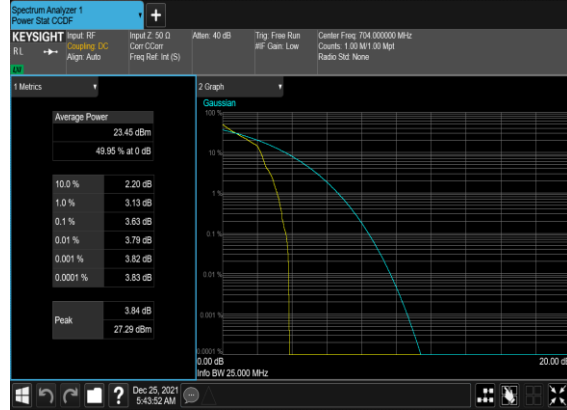 Spectrum Analyzer 1
Power Stat CCDF
KEYSIGHT
RL
Input: RF
Coupling: DC
Align: Auto
Input Z: 50 Ω
Corr CCorr
Freq Ref: Int (S)
Atten: 40 dB
Trig: Free Run
#IF Gain: Low
Center Freq: 704.000000 MHz
Counts: 1.00 M/1.00 Mpt
Radio Std: None
1 Metrics
Average Power
23.45 dBm
49.95 % at 0 dB
10.0 % 2.20 dB
1.0 % 3.13 dB
0.1 % 3.63 dB
0.01 % 3.79 dB
0.001 % 3.82 dB
0.0001 % 3.83 dB
Peak
3.84 dB
27.29 dBm
2 Graph
Gaussian
100 %
10 %
1 %
0.1 %
0.01 %
0.001 %
0.0001 %
0.00 dB
20.00 dB
Info BW 25.000 MHz
Dec 25, 2021
5:43:52 AM